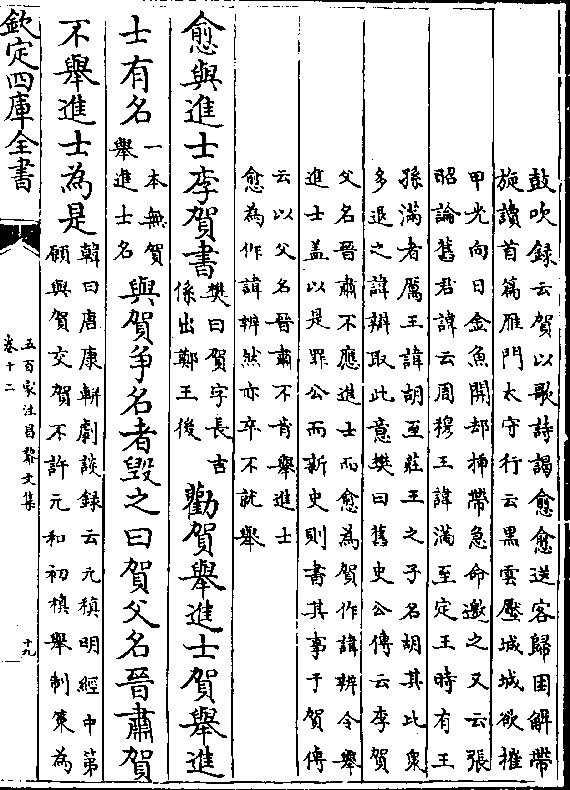 鼓吹録云賀以歌詩謁愈愈送客歸困解帶
旋讀首篇雁門太守行云黒雲壓城城欲摧
甲光向日金魚開却插帶急命邀之又云張
昭論舊君諱云周穆王諱滿至定王時有王
孫滿者厲王諱胡至莊王之子名胡其此衆
多退之諱辯取此意樊曰舊史公傳云李賀
父名晉肅不應進士而愈為賀作諱辨令舉
進士盖以是罪公而新史則書其事于賀傳
云以父名晉肅不肯舉進士
愈為作諱辨然亦卒不就舉
愈與進士李賀書
樊曰賀字長吉
係出鄭王後
勸賀舉進士賀舉進
士有名
一本無賀
舉進士名
與賀爭名者毁之曰賀父名晉肅賀
不舉進士為是
韓曰唐康駢劇談録云元稹明經中第
願與賀交賀不許元和初稹舉制策為
欽定四庫全書
五百家注昌黎文集
卷十二
十九